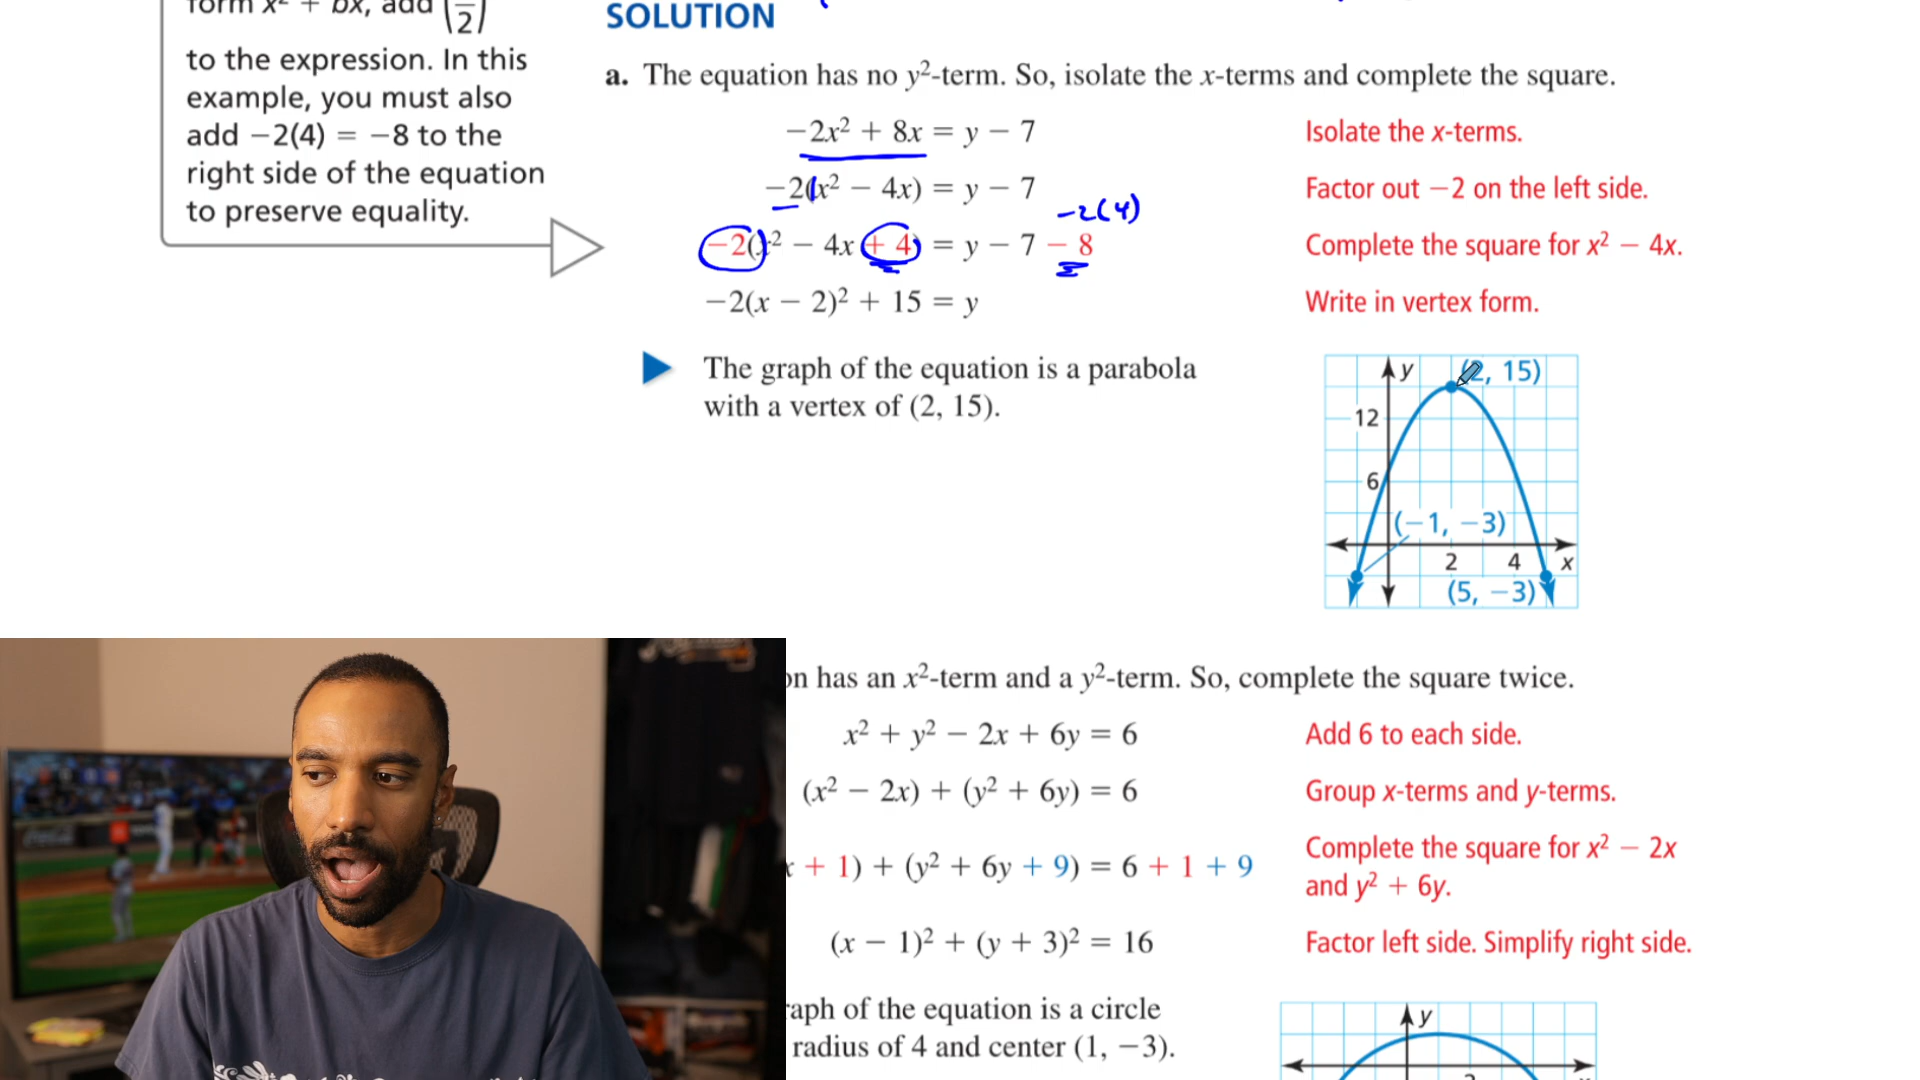 form x² + bx, add (—/2)
to the expression. In this
example, you must also
add −2(4) = −8 to the
right side of the equation
to preserve equality.
SOLUTION
a. The equation has no y²-term. So, isolate the x-terms and complete the square.
−2x² + 8x = y − 7 Isolate the x-terms.
−2(x² − 4x) = y − 7 Factor out −2 on the left side.
−2(4)
−2(x² − 4x + 4) = y − 7 − 8 Complete the square for x² − 4x.
−2(x − 2)² + 15 = y Write in vertex form.
The graph of the equation is a parabola
with a vertex of (2, 15).
y (2, 15)
12
6
(−1, −3)
2 4 x
(5, −3)
on has an x²-term and a y²-term. So, complete the square twice.
x² + y² − 2x + 6y = 6 Add 6 to each side.
(x² − 2x) + (y² + 6y) = 6 Group x-terms and y-terms.
x + 1) + (y² + 6y + 9) = 6 + 1 + 9 Complete the square for x² − 2x
and y² + 6y.
(x − 1)² + (y + 3)² = 16 Factor left side. Simplify right side.
raph of the equation is a circle
radius of 4 and center (1, −3).
y